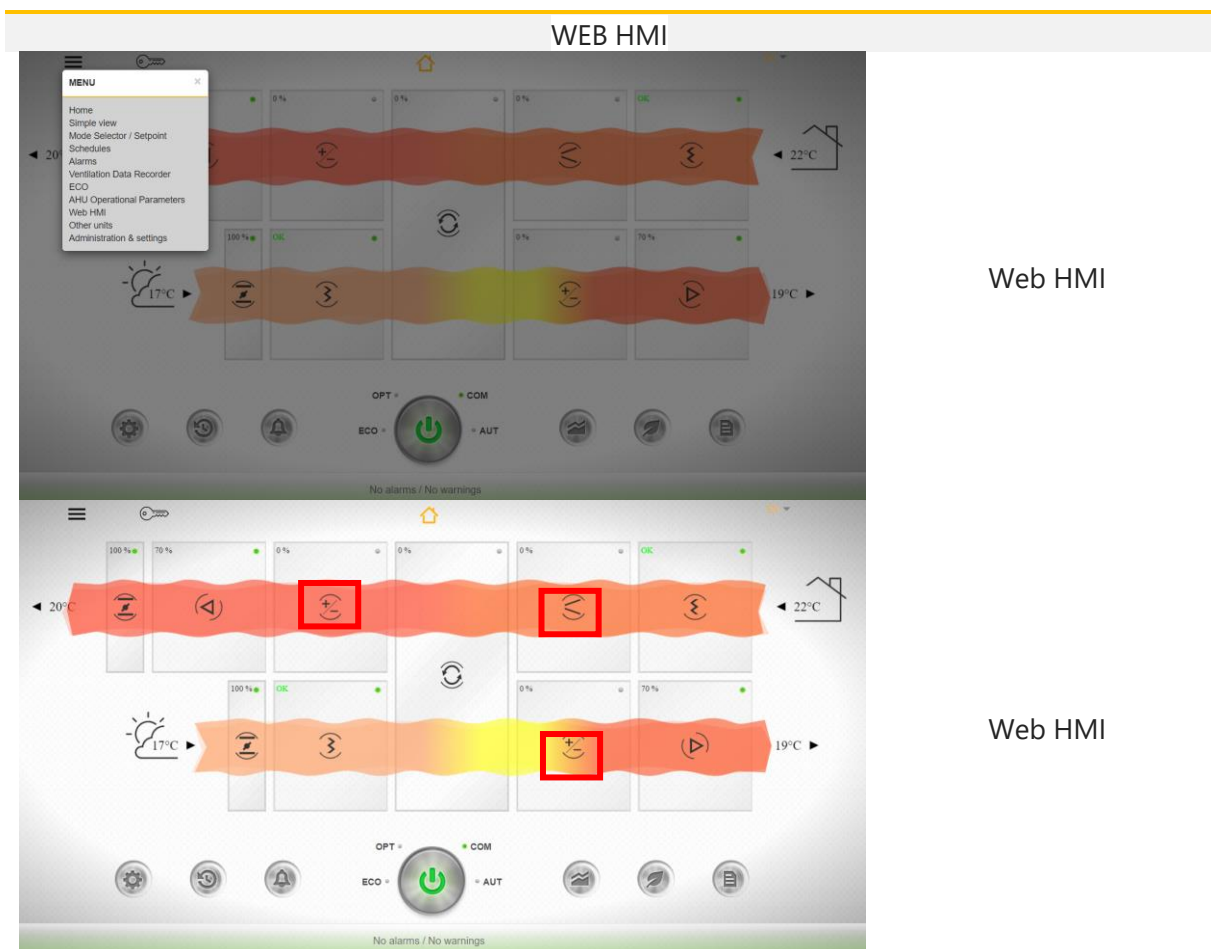 WEB HMI
MENU ×
Home
Simple view
Mode Selector / Setpoint
Schedules
Alarms
Ventilation Data Recorder
ECO
AHU Operational Parameters
Web HMI
Other units
Administration & settings
0 % 0 % 0 % OK
◄ 20° ◄ 22°C
100 % OK 0 % 70 %
17°C ► 19°C ►
OPT COM
ECO AUT
No alarms / No warnings
Web HMI
100 % 70 % 0 % 0 % 0 % OK
◄ 20°C ◄ 22°C
100 % OK 0 % 70 %
17°C ► 19°C ►
OPT COM
ECO AUT
No alarms / No warnings
Web HMI